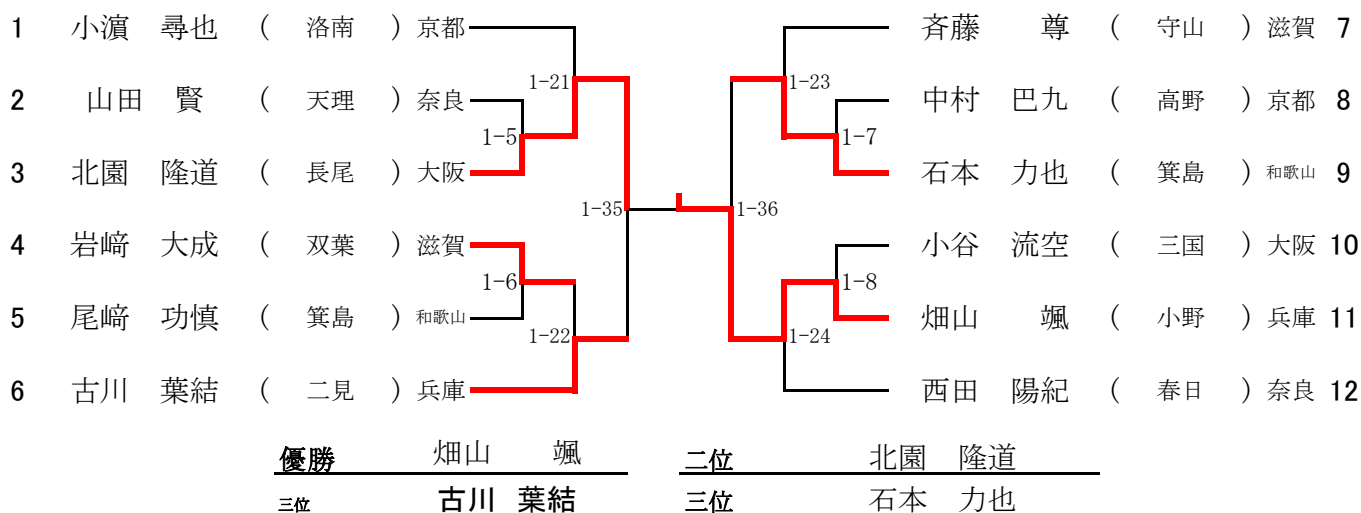 1 小濵 尋也 ( 洛南 ) 京都
斉藤 尊 ( 守山 ) 滋賀 7
1-21
1-23
2 山田 賢 ( 天理 ) 奈良
中村 巴九 ( 高野 ) 京都 8
1-5
1-7
3 北園 隆道 ( 長尾 ) 大阪
石本 力也 ( 箕島 ) 和歌山 9
1-35
1-36
4 岩﨑 大成 ( 双葉 ) 滋賀
小谷 流空 ( 三国 ) 大阪 10
1-6
1-8
5 尾﨑 功慎 ( 箕島 ) 和歌山
畑山 颯 ( 小野 ) 兵庫 11
1-22
1-24
6 古川 葉結 ( 二見 ) 兵庫
西田 陽紀 ( 春日 ) 奈良 12
優勝 畑山 颯 二位 北園 隆道
三位 古川 葉結 三位 石本 力也